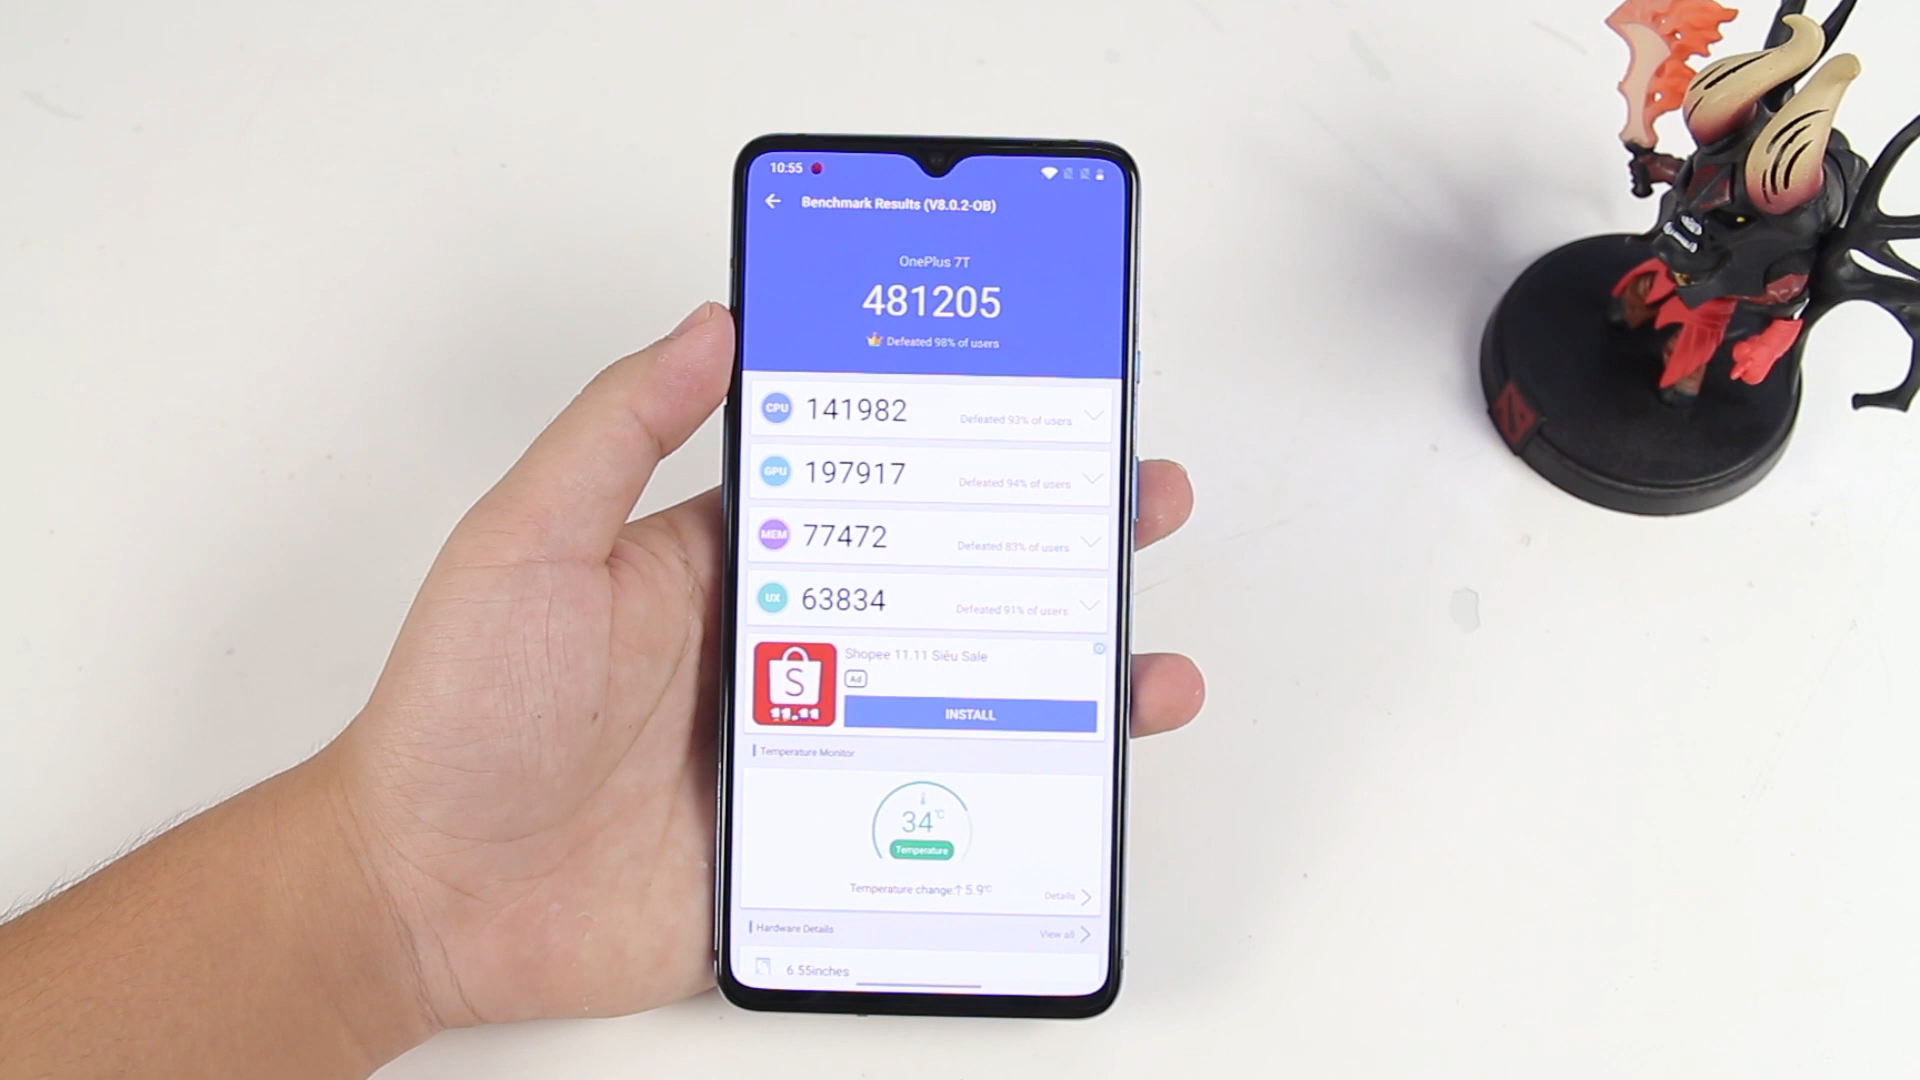 10:55
Benchmark Results (V8.0.2-OB)
OnePlus 7T
481205
Defeated 98% of users
CPU 141982 Defeated 93% of users
GPU 197917 Defeated 94% of users
MEM 77472 Defeated 83% of users
UX 63834 Defeated 91% of users
Shopee 11.11 Siêu Sale
Ad
S
11.11
INSTALL
Temperature Monitor
34°C
Temperature
Temperature change:↑ 5.9°C
Details
Hardware Details View all
6.55inches